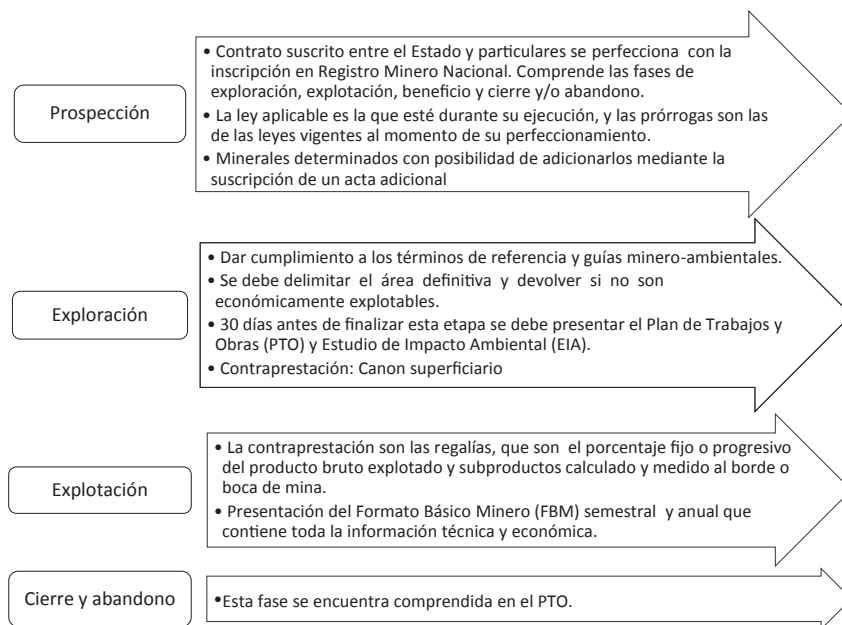 Prospección
• Contrato suscrito entre el Estado y particulares se perfecciona con la
inscripción en Registro Minero Nacional. Comprende las fases de
exploración, explotación, beneficio y cierre y/o abandono.
• La ley aplicable es la que esté durante su ejecución, y las prórrogas son las
de las leyes vigentes al momento de su perfeccionamiento.
• Minerales determinados con posibilidad de adicionarlos mediante la
suscripción de un acta adicional
Exploración
• Dar cumplimiento a los términos de referencia y guías minero-ambientales.
• Se debe delimitar el área definitiva y devolver si no son
económicamente explotables.
• 30 días antes de finalizar esta etapa se debe presentar el Plan de Trabajos y
Obras (PTO) y Estudio de Impacto Ambiental (EIA).
• Contraprestación: Canon superficiario
Explotación
• La contraprestación son las regalías, que son el porcentaje fijo o progresivo
del producto bruto explotado y subproductos calculado y medido al borde o
boca de mina.
• Presentación del Formato Básico Minero (FBM) semestral y anual que
contiene toda la información técnica y económica.
Cierre y abandono
•Esta fase se encuentra comprendida en el PTO.